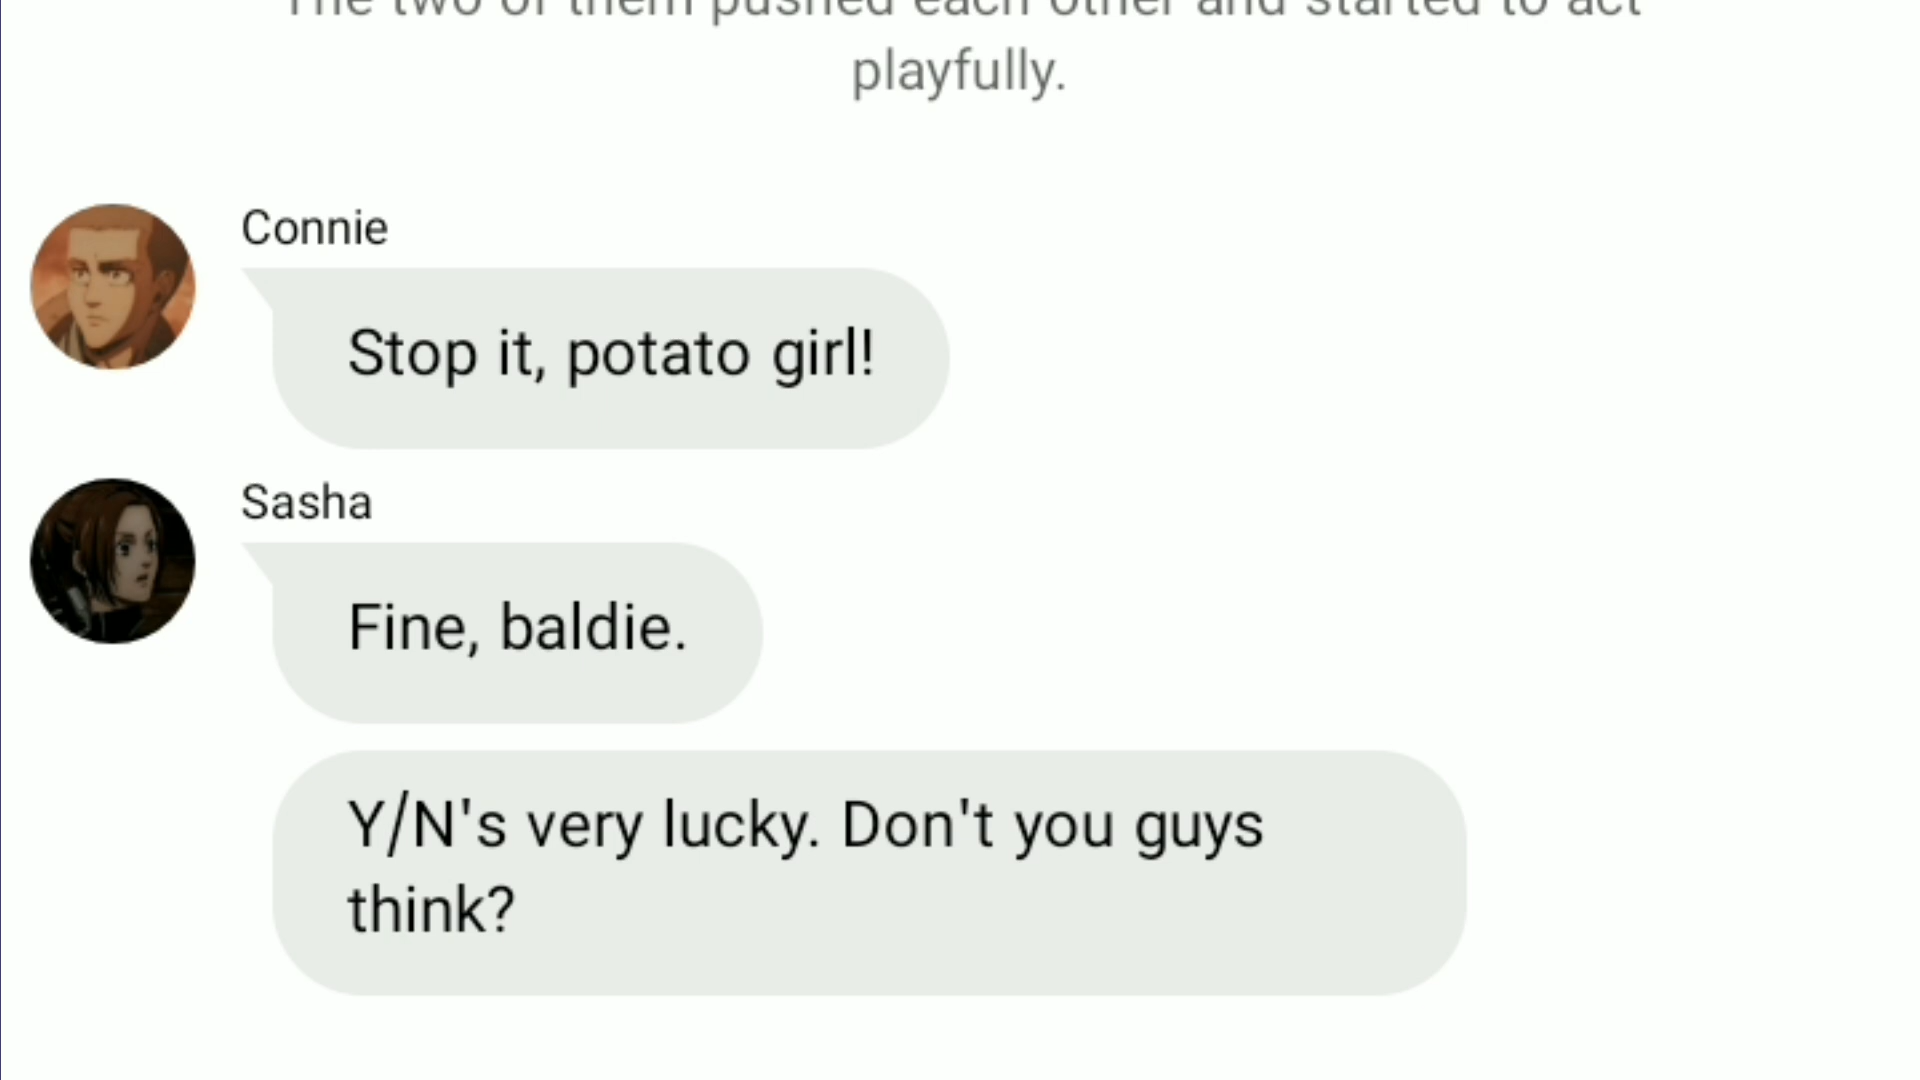 The two of them pushed each other and started to act
playfully.
Connie
Stop it, potato girl!
Sasha
Fine, baldie.
Y/N's very lucky. Don't you guys
think?